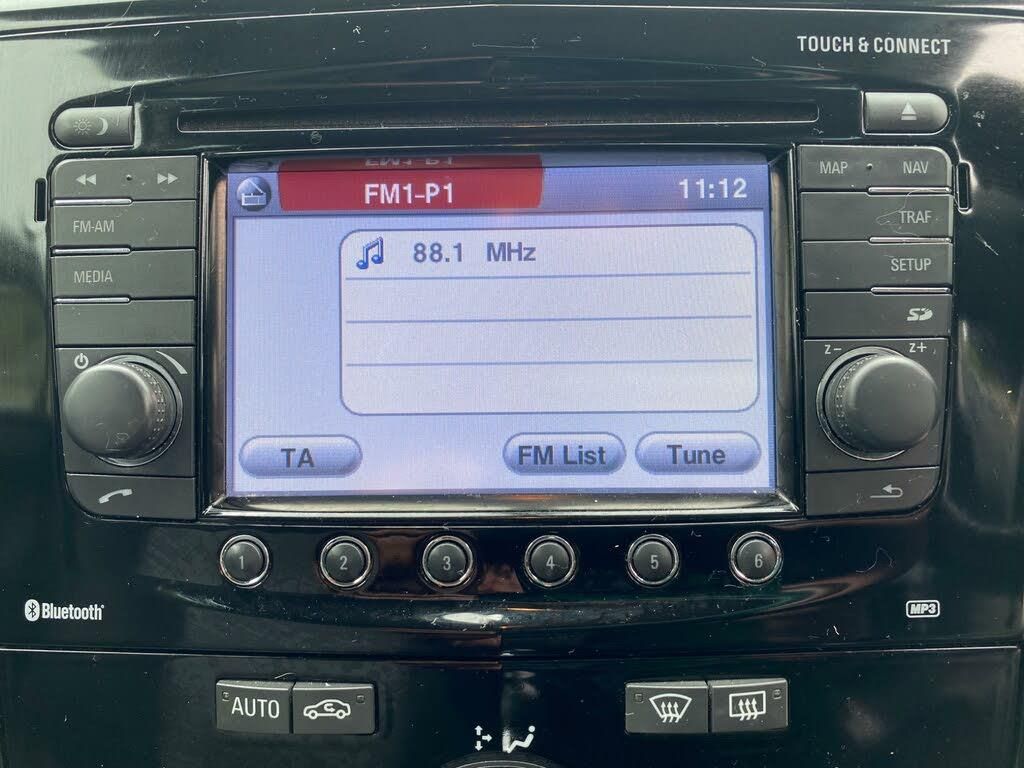 TOUCH & CONNECT
FM1-P1
11:12
MAP
NAV
FM-AM
TRAF
88.1 MHz
MEDIA
SETUP
Z-
Z+
TA
FM List
Tune
1
2
3
4
5
6
Bluetooth
MP3
AUTO